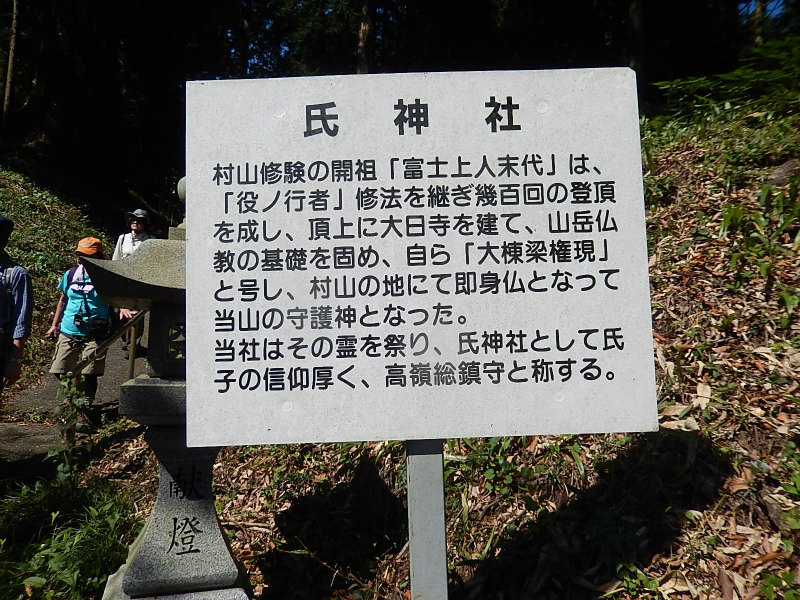 氏神社
村山修験の開祖「富士上人末代」は、
「役ノ行者」修法を継ぎ幾百回の登頂
を成し、頂上に大日寺を建て、山岳仏
教の基礎を固め、自ら「大棟梁権現」
と号し、村山の地にて即身仏となって
当山の守護神となった。
当社はその霊を祭り、氏神社として氏
子の信仰厚く、高嶺総鎮守と称する。
献燈